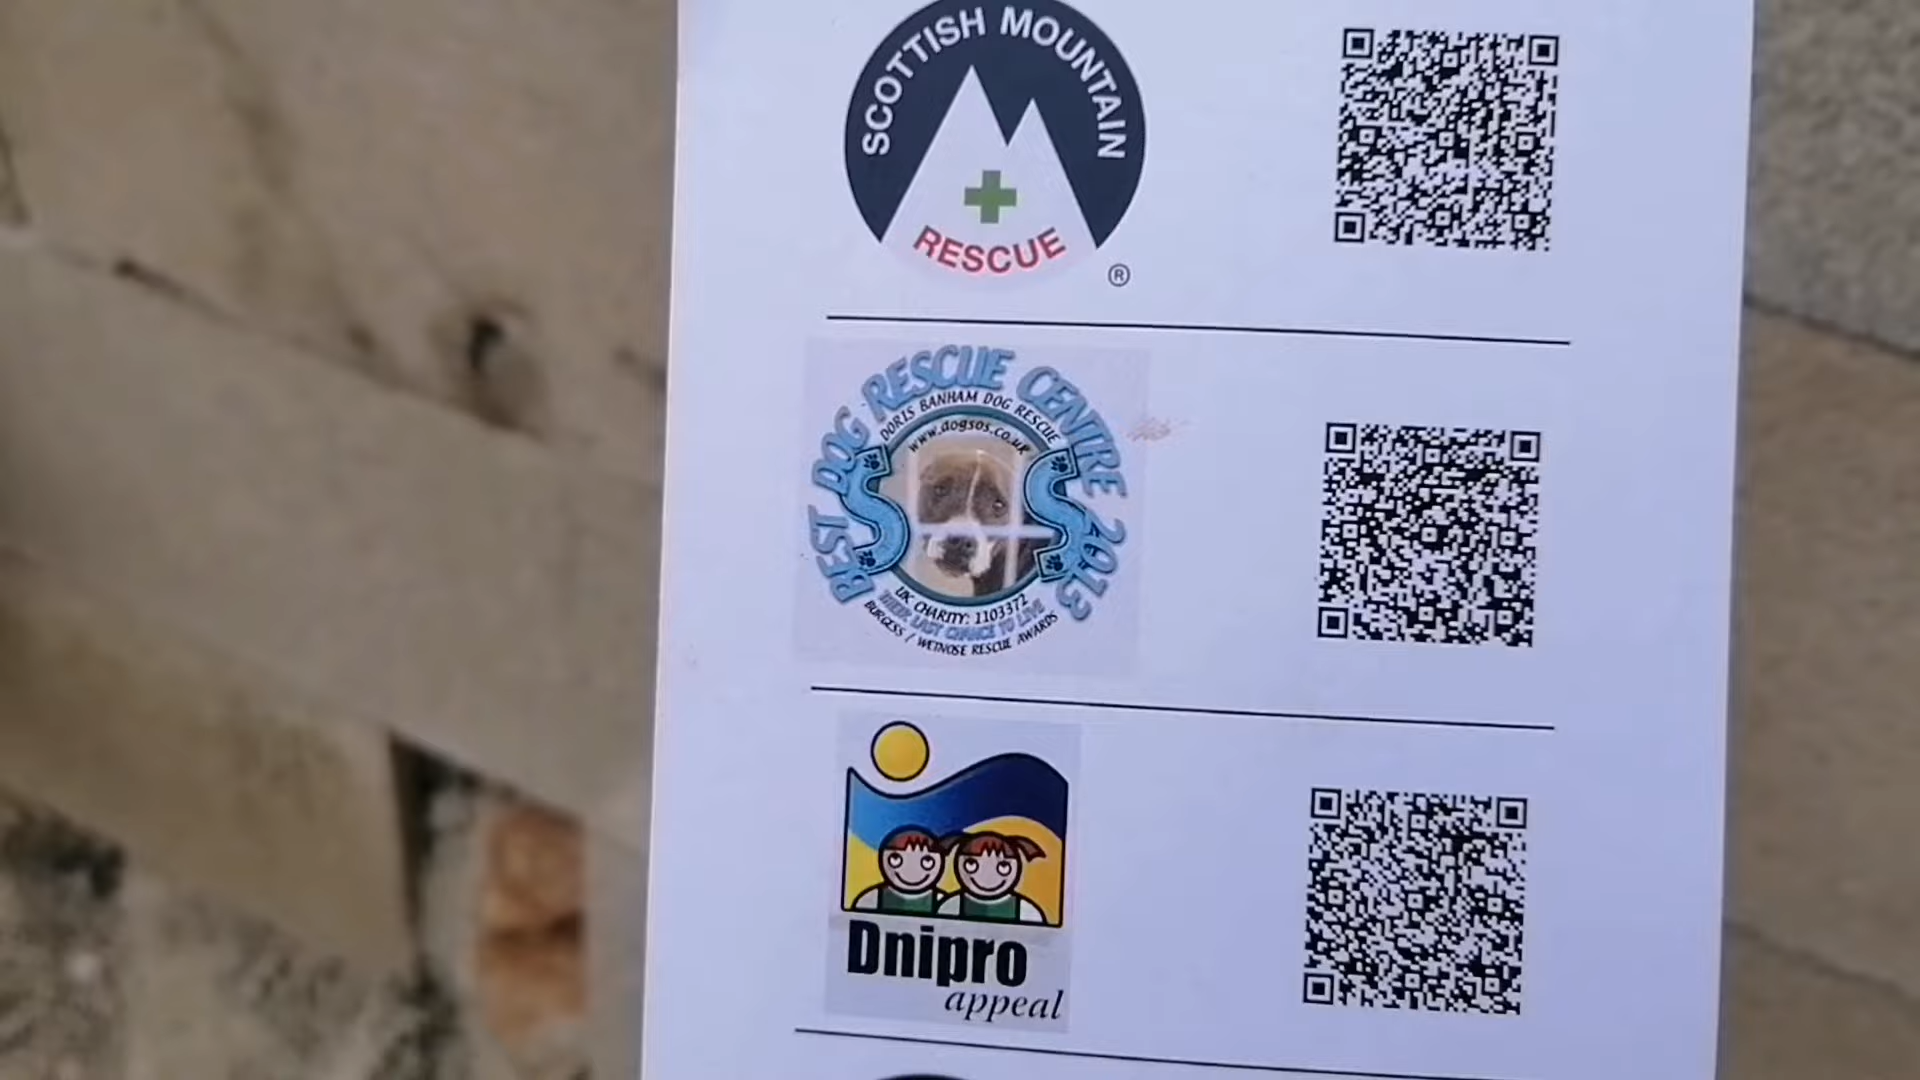 SCOTTISH MOUNTAIN
RESCUE
®
BEST DOG RESCUE CENTRE 2013
DORIS BANHAM DOG RESCUE
www.dogsos.co.uk
S S
UK CHARITY: 1103372
THEIR LAST CHANCE TO LIVE
BURGESS / WETNOSE RESCUE AWARDS
Dnipro
appeal